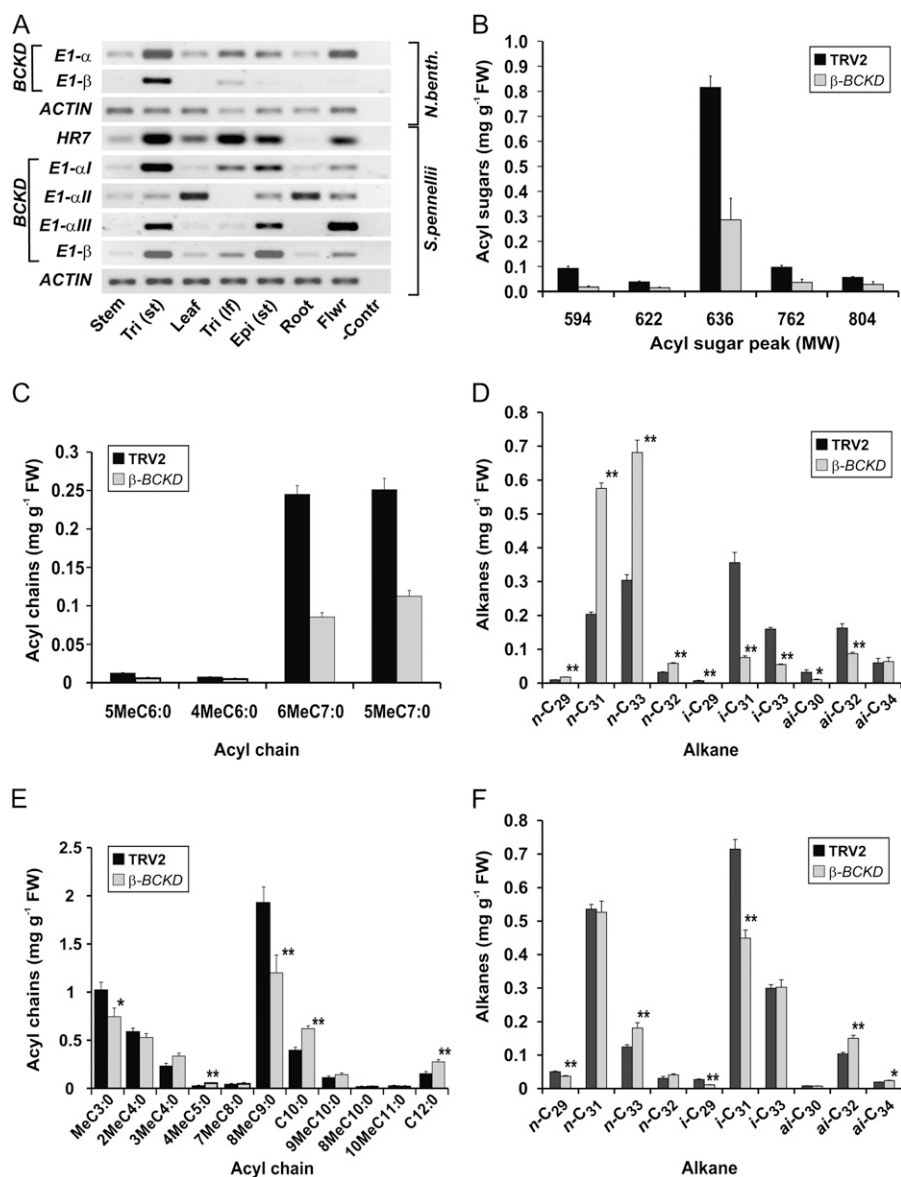 A
BCKD
E1-α
E1-β
ACTIN
N.benth.
HR7
BCKD
E1-αI
E1-αII
E1-αIII
E1-β
ACTIN
S.pennellii
Stem
Tri (st)
Leaf
Tri (lf)
Epi (st)
Root
Flwr
-Contr
B
Acyl sugars (mg g-1 FW)
1.0
0.9
0.8
0.7
0.6
0.5
0.4
0.3
0.2
0.1
0.0
TRV2
β-BCKD
594 622 636 762 804
Acyl sugar peak (MW)
C
Acyl chains (mg g-1 FW)
0.3
0.25
0.2
0.15
0.1
0.05
0
TRV2
β-BCKD
5MeC6:0 4MeC6:0 6MeC7:0 5MeC7:0
Acyl chain
D
Alkanes (mg g-1 FW)
0.8
0.7
0.6
0.5
0.4
0.3
0.2
0.1
0
TRV2
β-BCKD
** ** ** ** ** ** ** * **
n-C29 n-C31 n-C33 n-C32 i-C29 i-C31 i-C33 ai-C30 ai-C32 ai-C34
Alkane
E
Acyl chains (mg g-1 FW)
2.5
2
1.5
1
0.5
0
TRV2
β-BCKD
* ** ** ** **
MeC3:0 2MeC4:0 3MeC4:0 4MeC5:0 7MeC8:0 8MeC9:0 C10:0 9MeC10:0 8MeC10:0 10MeC11:0 C12:0
Acyl chain
F
Alkanes (mg g-1 FW)
0.8
0.7
0.6
0.5
0.4
0.3
0.2
0.1
0
TRV2
β-BCKD
** ** ** ** ** *
n-C29 n-C31 n-C33 n-C32 i-C29 i-C31 i-C33 ai-C30 ai-C32 ai-C34
Alkane